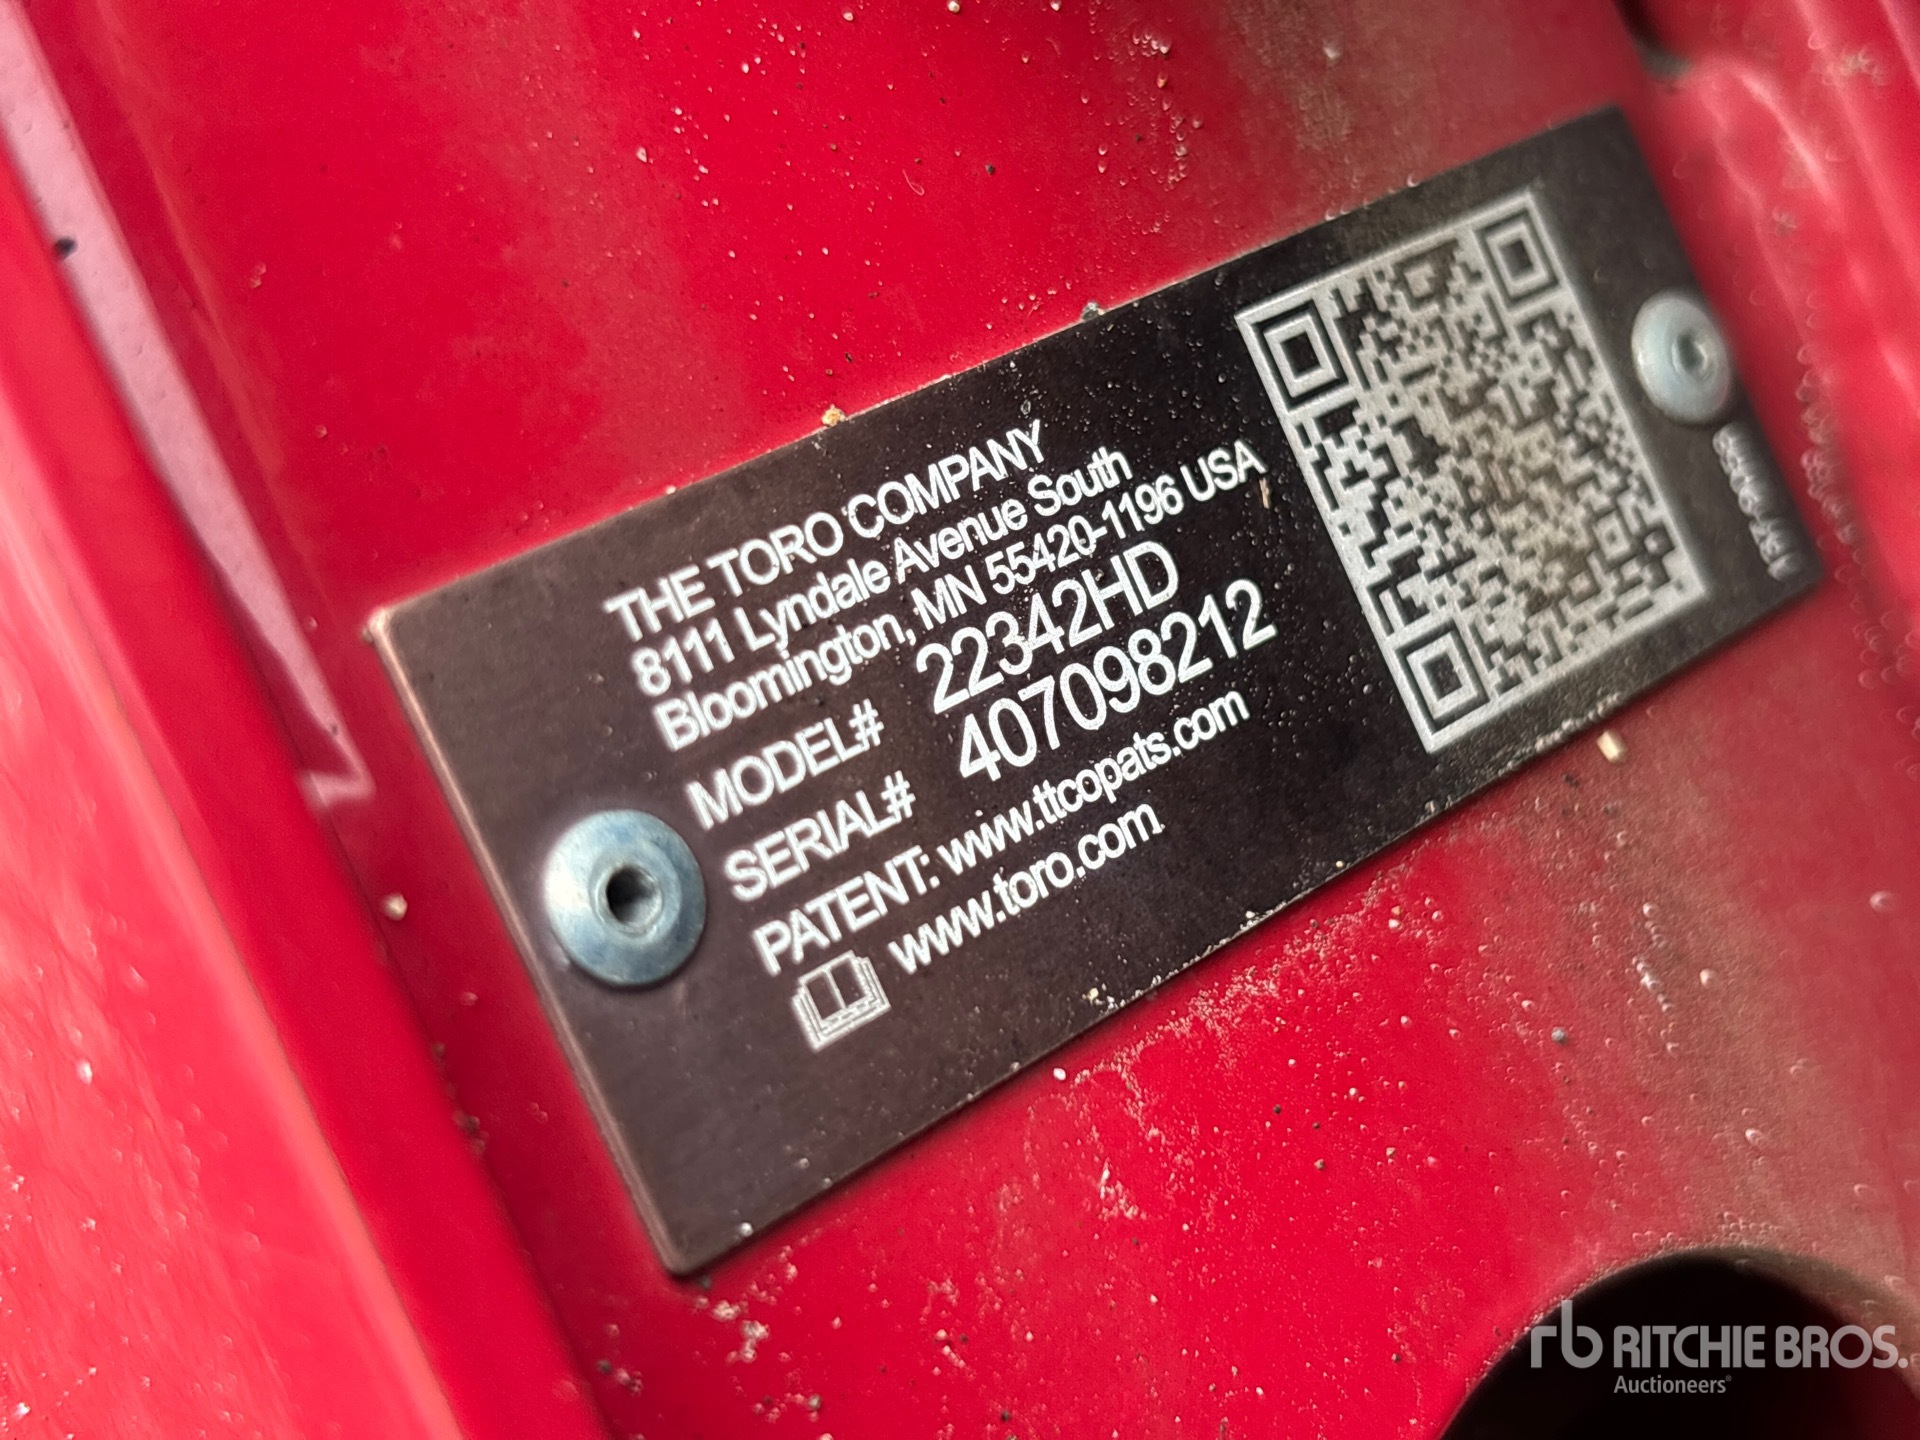 THE TORO COMPANY
8111 Lyndale Avenue South
Bloomington, MN 55420-1196 USA
MODEL# 22342HD
SERIAL# 407098212
PATENT: www.ttcopats.com
www.toro.com
rb RITCHIE BROS.
Auctioneers